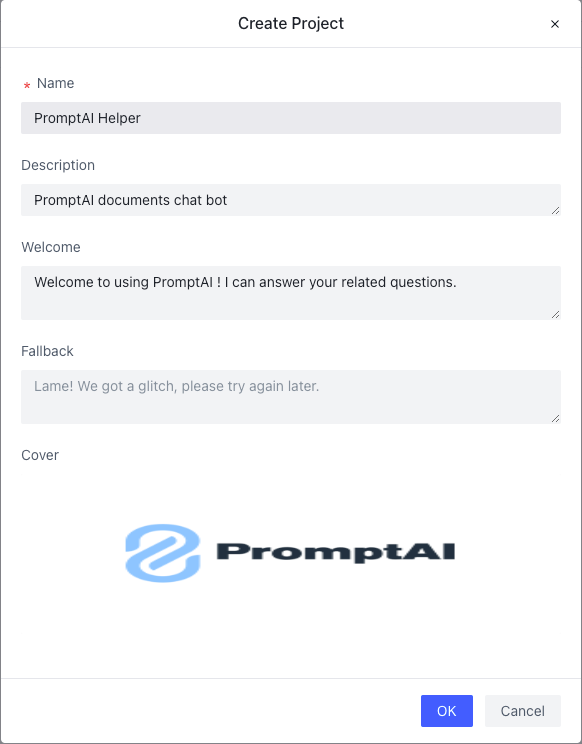 Create Project
×
* Name
PromptAI Helper
Description
PromptAI documents chat bot
Welcome
Welcome to using PromptAI ! I can answer your related questions.
Fallback
Lame! We got a glitch, please try again later.
Cover
PromptAI
OK
Cancel